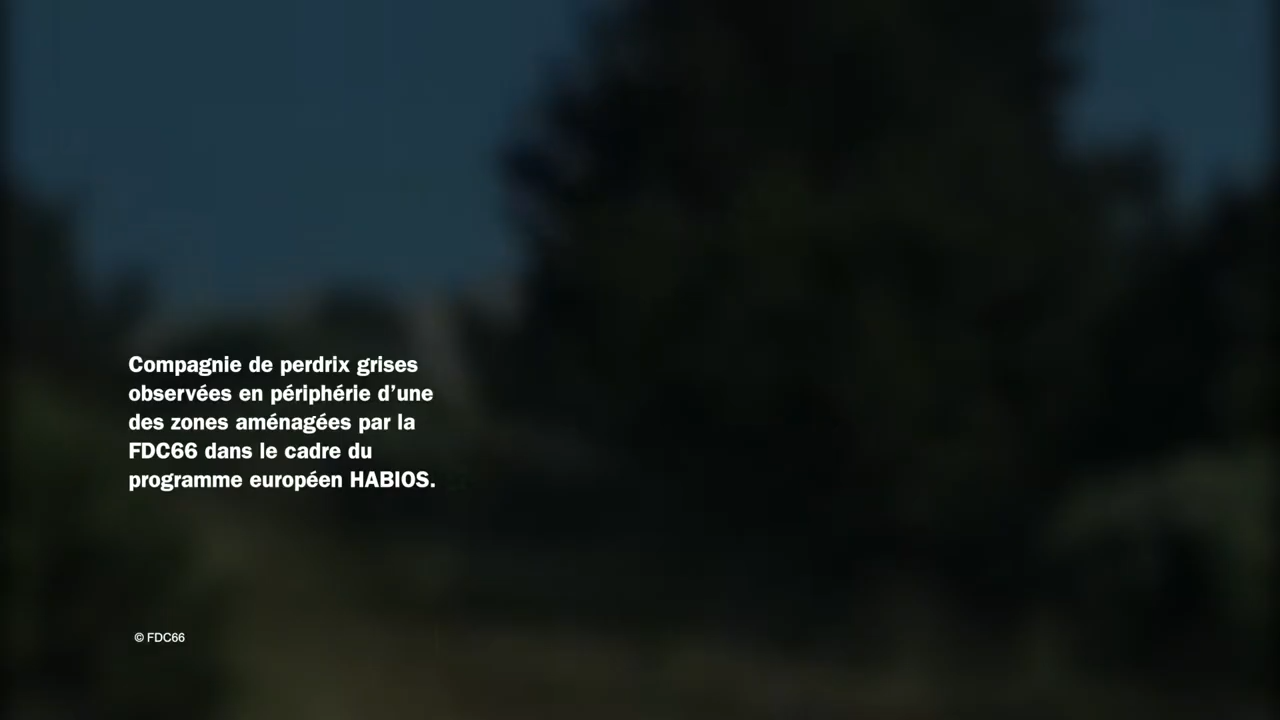 Compagnie de perdrix grises
observées en périphérie d’une
des zones aménagées par la
FDC66 dans le cadre du
programme européen HABIOS.
© FDC66